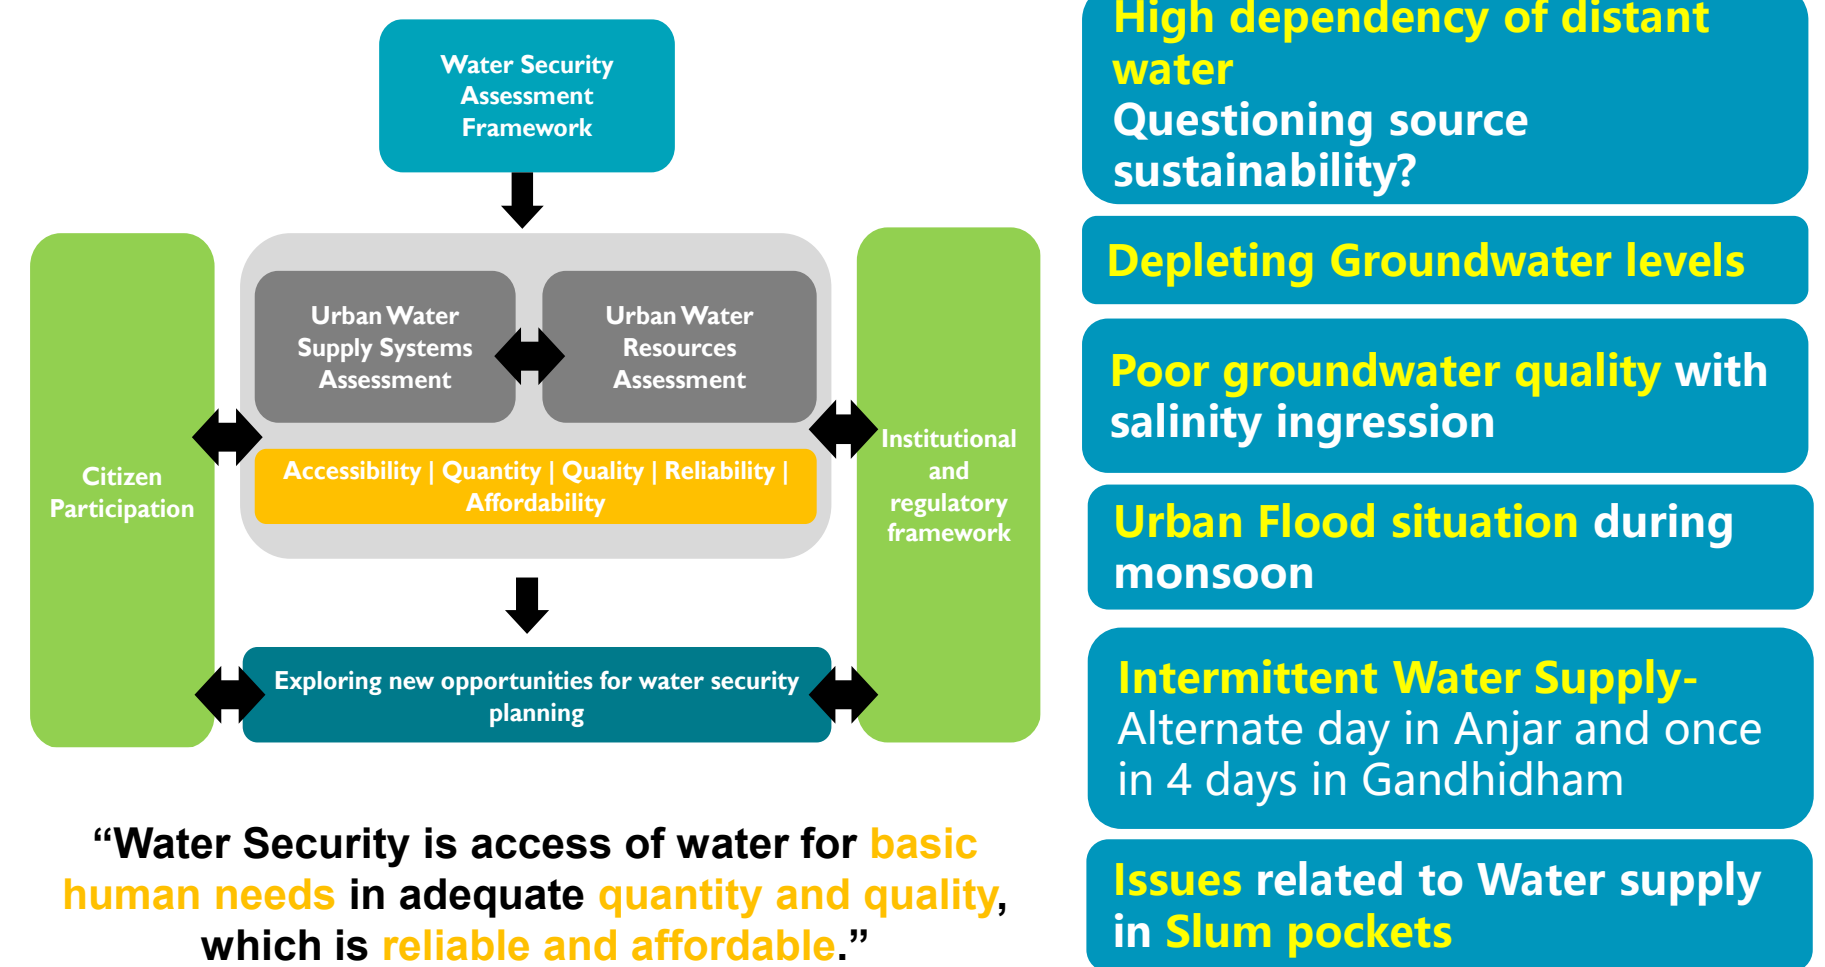 Water Security
Assessment
Framework
Citizen
Participation
Urban Water
Supply Systems
Assessment
Urban Water
Resources
Assessment
Accessibility | Quantity | Quality | Reliability |
Affordability
Institutional
and
regulatory
framework
Exploring new opportunities for water security
planning
“Water Security is access of water for basic
human needs in adequate quantity and quality,
which is reliable and affordable.”
High dependency of distant
water
Questioning source
sustainability?
Depleting Groundwater levels
Poor groundwater quality with
salinity ingression
Urban Flood situation during
monsoon
Intermittent Water Supply-
Alternate day in Anjar and once
in 4 days in Gandhidham
Issues related to Water supply
in Slum pockets